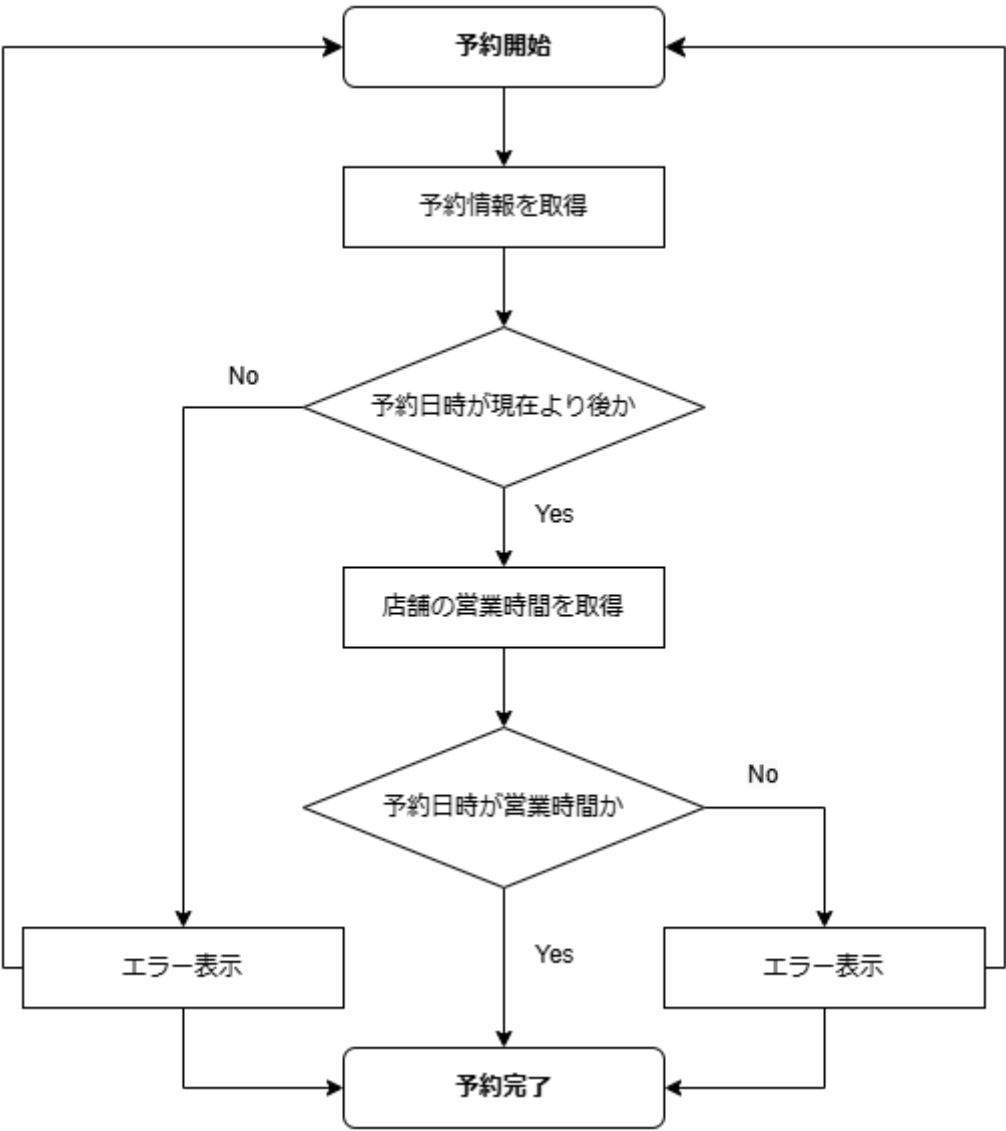 予約開始
予約情報を取得
No
予約日時が現在より後か
Yes
店舗の営業時間を取得
No
予約日時が営業時間か
エラー表示
Yes
エラー表示
予約完了